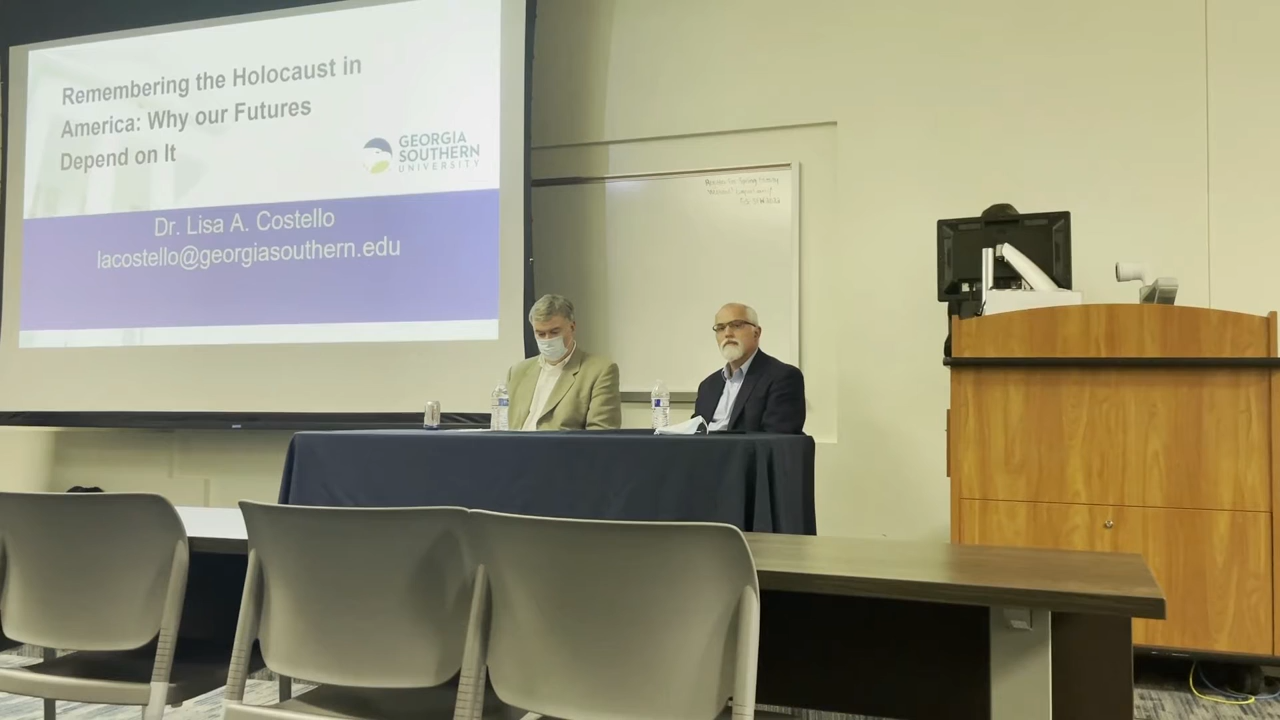 Remembering the Holocaust in
America: Why our Futures
Depend on It
GEORGIA
SOUTHERN
UNIVERSITY
Dr. Lisa A. Costello
lacostello@georgiasouthern.edu